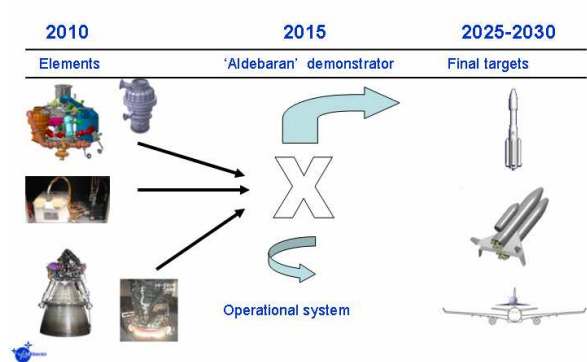 2010
2015
2025-2030
Elements
'Aldebaran' demonstrator
Final targets
X
Operational system